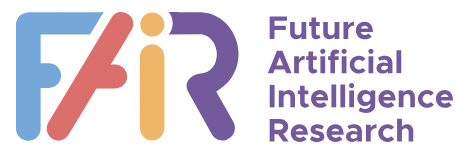 FAiR
Future
Artificial
Intelligence
Research